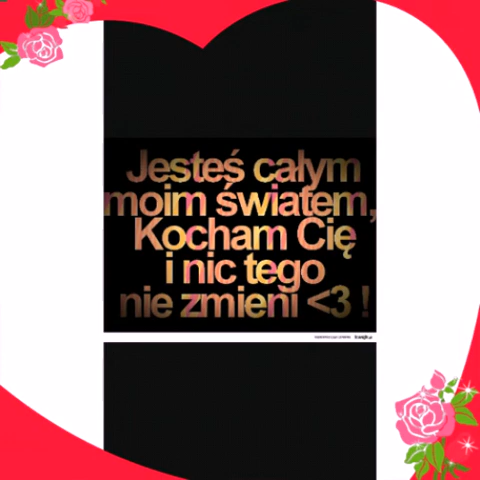 Jesteś całym
moim światem,
Kocham Cię
i nic tego
nie zmieni <3 !